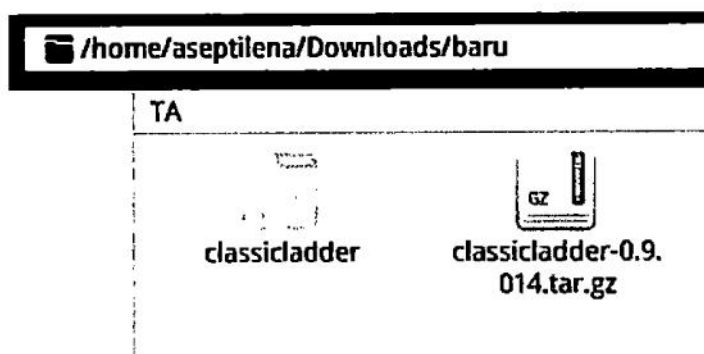 /home/aseptilena/Downloads/baru
TA
classicladder
classicladder-0.9.
014.tar.gz
GZ